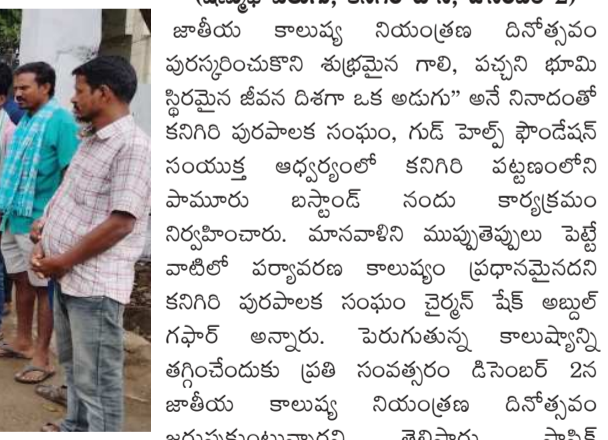 జాతీయ కాలుష్య నియంత్రణ దినోత్సవం
పురస్కరించుకొని శుభ్రమైన గాలి, పచ్చని భూమి
స్థిరమైన జీవన దిశగా ఒక అడుగు” అనే నినాదంతో
కనిగిరి పురపాలక సంఘం, గుడ్ హెల్ప్ ఫౌండేషన్
సంయుక్త ఆధ్వర్యంలో కనిగిరి పట్టణంలోని
పామూరు బస్టాండ్ నందు కార్యక్రమం
నిర్వహించారు. మానవాళిని ముప్పుతెప్పులు పెట్టే
వాటిలో పర్యావరణ కాలుష్యం ప్రధానమైనదని
కనిగిరి పురపాలక సంఘం చైర్మన్ షేక్ అబ్దుల్
గఫార్ అన్నారు. పెరుగుతున్న కాలుష్యాన్ని
తగ్గించేందుకు ప్రతి సంవత్సరం డిసెంబర్ 2న
జాతీయ కాలుష్య నియంత్రణ దినోత్సవం